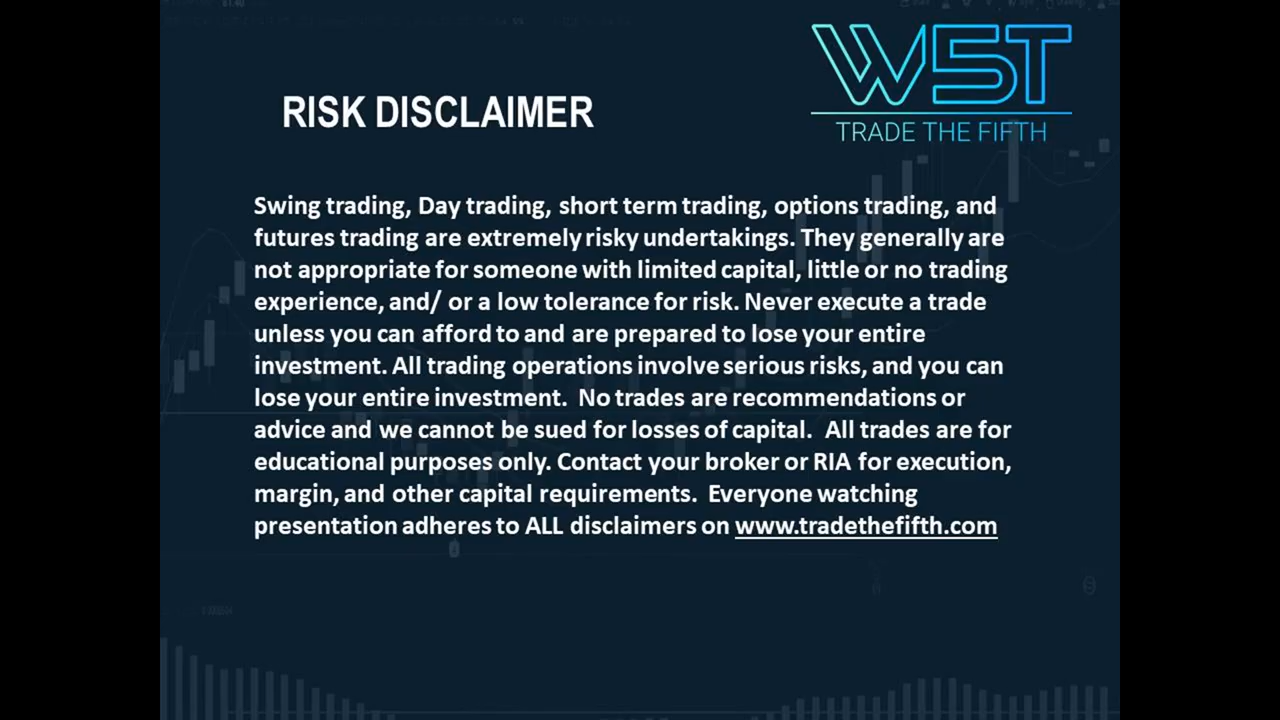 W5T
TRADE THE FIFTH
RISK DISCLAIMER
Swing trading, Day trading, short term trading, options trading, and
futures trading are extremely risky undertakings. They generally are
not appropriate for someone with limited capital, little or no trading
experience, and/ or a low tolerance for risk. Never execute a trade
unless you can afford to and are prepared to lose your entire
investment. All trading operations involve serious risks, and you can
lose your entire investment.  No trades are recommendations or
advice and we cannot be sued for losses of capital.  All trades are for
educational purposes only. Contact your broker or RIA for execution,
margin, and other capital requirements.  Everyone watching
presentation adheres to ALL disclaimers on www.tradethefifth.com